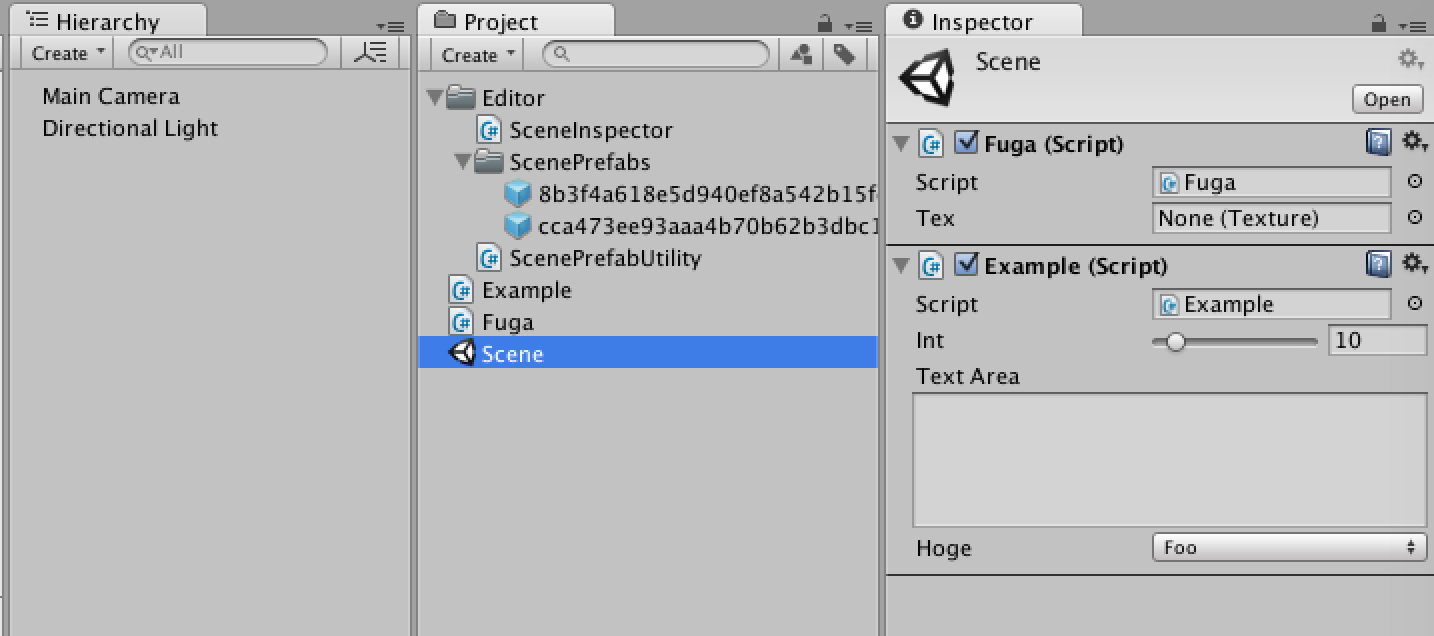 Hierarchy
Create
All
Main Camera
Directional Light
Project
Create
Editor
SceneInspector
ScenePrefabs
8b3f4a618e5d940ef8a542b15f
cca473ee93aaa4b70b62b3dbc1
ScenePrefabUtility
Example
Fuga
Scene
Inspector
Scene
Open
Fuga (Script)
Script Fuga
Tex None (Texture)
Example (Script)
Script Example
Int 10
Text Area
Hoge Foo